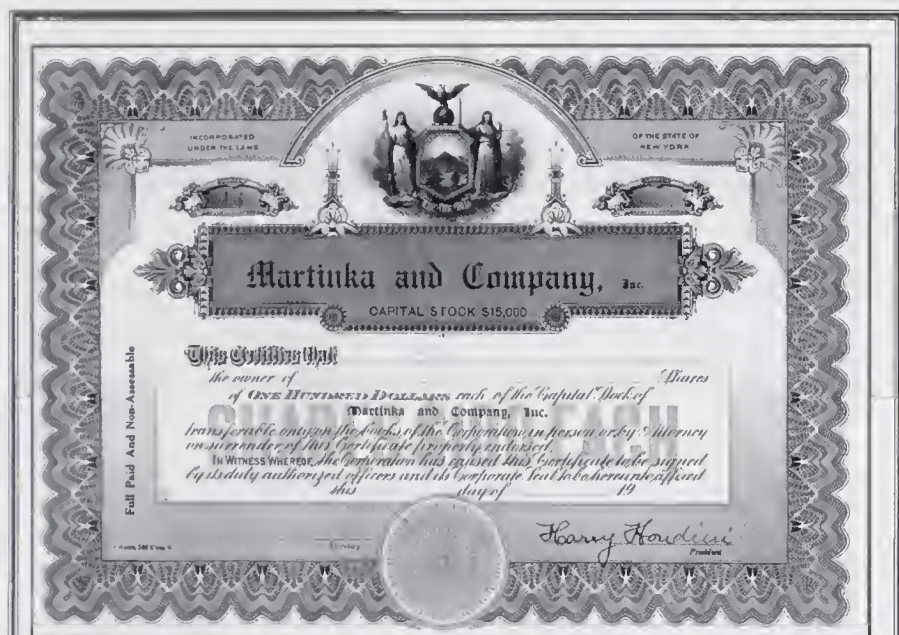 INCORPORATED
UNDER THE LAWS
OF THE STATE OF
NEW YORK
Martinka and Company, Inc.
CAPITAL STOCK $15,000
Full Paid And Non-Assessable
This Certifies that
the owner of Shares
of ONE HUNDRED DOLLARS each of the Capital Stock of
Martinka and Company, Inc.
transferable only on the books of the Corporation in person or by Attorney
on surrender of this Certificate properly endorsed.
IN WITNESS WHEREOF, the Corporation has caused this Certificate to be signed
by its duly authorized officers and its Corporate Seal to be hereunto affixed
this day of 19
Harry Houdini
President